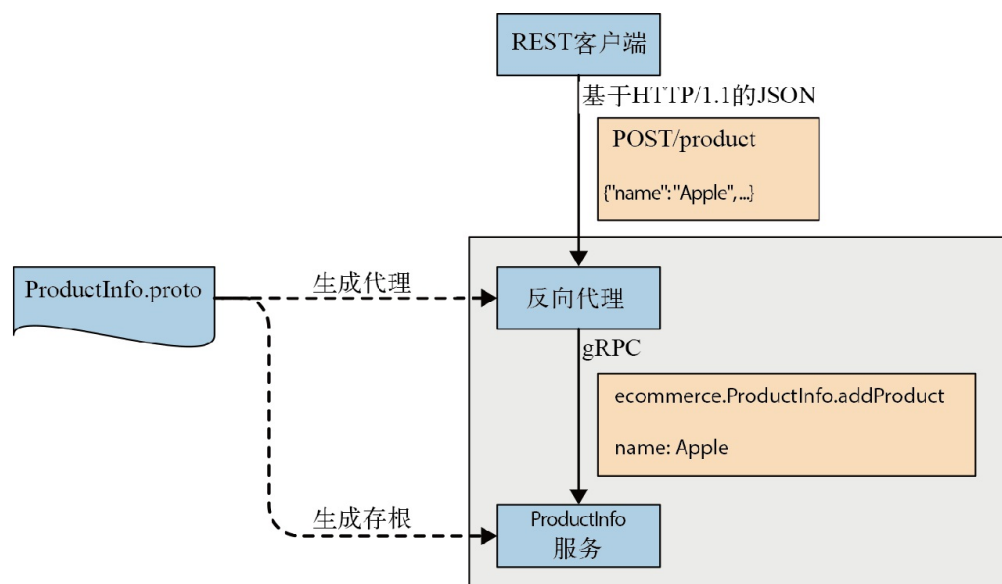 REST客户端
基于HTTP/1.1的JSON
POST/product
{"name":"Apple", ...}
ProductInfo.proto
生成代理
反向代理
gRPC
ecommerce.ProductInfo.addProduct
name: Apple
生成存根
ProductInfo
服务